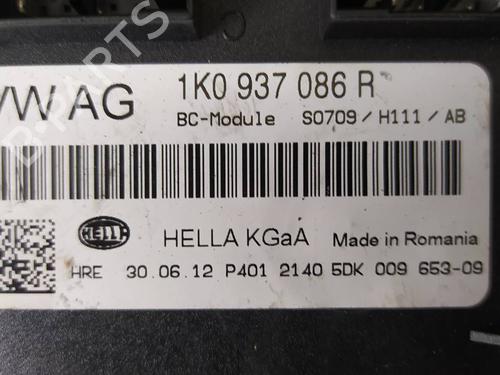 VW AG 1K0 937 086 R
BC-Module S0709 / H111 / AB
HELLA HELLA KGaA Made in Romania
HRE 30.06.12 P401 2140 5DK 009 653-09